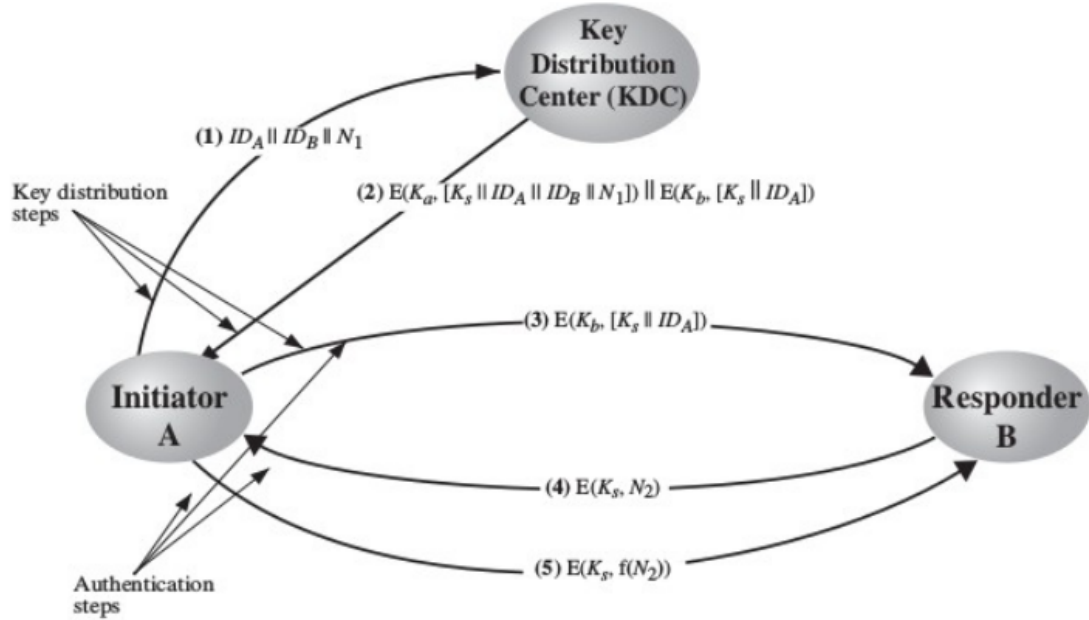 Key
Distribution
Center (KDC)
(1) ID_A || ID_B || N_1
Key distribution
steps
(2) E(K_a, [K_s || ID_A || ID_B || N_1]) || E(K_b, [K_s || ID_A])
(3) E(K_b, [K_s || ID_A])
Initiator
A
Responder
B
(4) E(K_s, N_2)
(5) E(K_s, f(N_2))
Authentication
steps